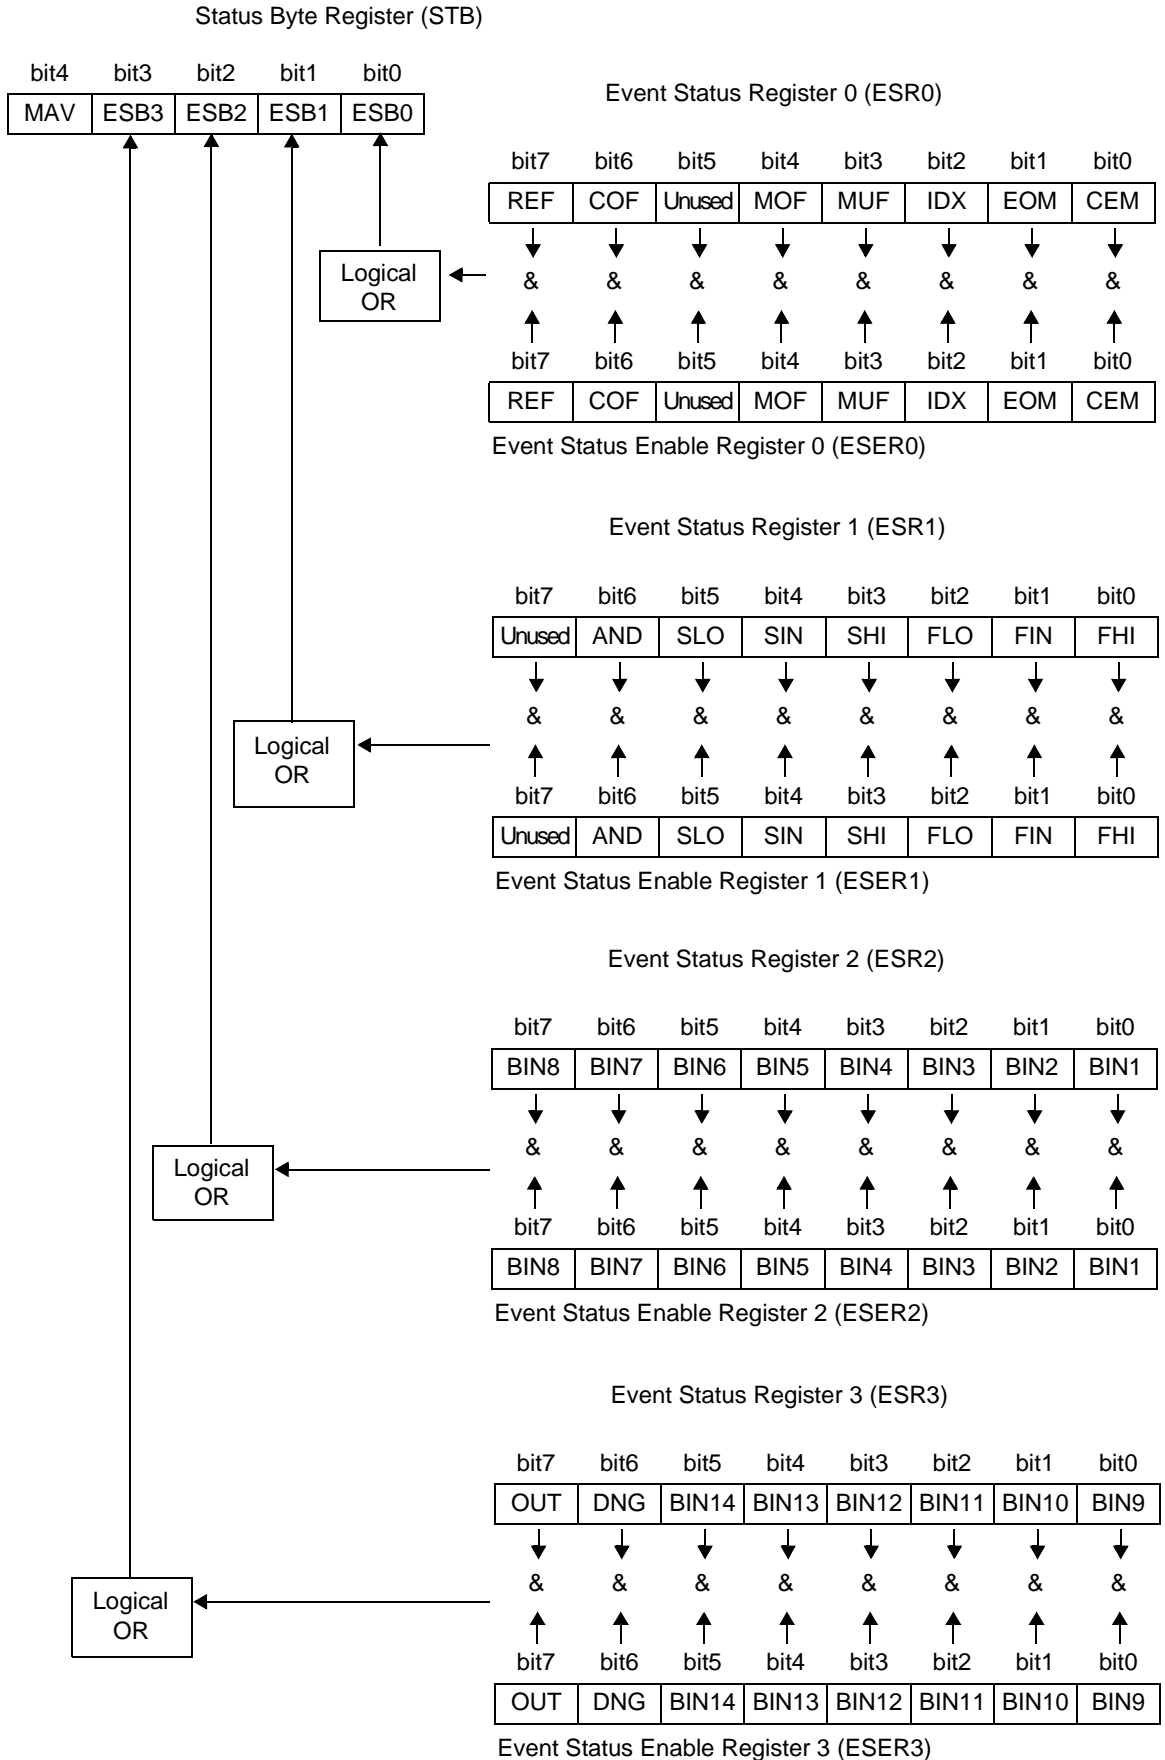 Status Byte Register (STB)
bit4 bit3 bit2 bit1 bit0
MAV ESB3 ESB2 ESB1 ESB0
Event Status Register 0 (ESR0)
bit7 bit6 bit5 bit4 bit3 bit2 bit1 bit0
REF COF Unused MOF MUF IDX EOM CEM
Logical
OR
& & & & & & & &
bit7 bit6 bit5 bit4 bit3 bit2 bit1 bit0
REF COF Unused MOF MUF IDX EOM CEM
Event Status Enable Register 0 (ESER0)
Event Status Register 1 (ESR1)
bit7 bit6 bit5 bit4 bit3 bit2 bit1 bit0
Unused AND SLO SIN SHI FLO FIN FHI
& & & & & & & &
Logical
OR
bit7 bit6 bit5 bit4 bit3 bit2 bit1 bit0
Unused AND SLO SIN SHI FLO FIN FHI
Event Status Enable Register 1 (ESER1)
Event Status Register 2 (ESR2)
bit7 bit6 bit5 bit4 bit3 bit2 bit1 bit0
BIN8 BIN7 BIN6 BIN5 BIN4 BIN3 BIN2 BIN1
& & & & & & & &
Logical
OR
bit7 bit6 bit5 bit4 bit3 bit2 bit1 bit0
BIN8 BIN7 BIN6 BIN5 BIN4 BIN3 BIN2 BIN1
Event Status Enable Register 2 (ESER2)
Event Status Register 3 (ESR3)
bit7 bit6 bit5 bit4 bit3 bit2 bit1 bit0
OUT DNG BIN14 BIN13 BIN12 BIN11 BIN10 BIN9
& & & & & & & &
Logical
OR
bit7 bit6 bit5 bit4 bit3 bit2 bit1 bit0
OUT DNG BIN14 BIN13 BIN12 BIN11 BIN10 BIN9
Event Status Enable Register 3 (ESER3)